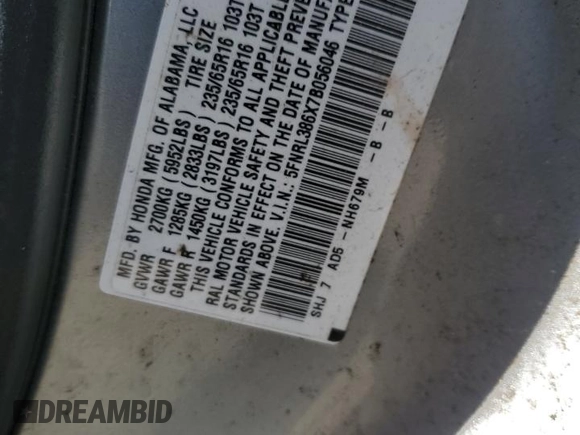 MFD. BY HONDA MFG. OF ALABAMA, LLC
GVWR 2700KG (5952LBS) TIRE SIZE
GAWR F 1285KG (2833LBS) 235/65R16 103T
GAWR R 1450KG (3197LBS) 235/65R16 103T
THIS VEHICLE CONFORMS TO ALL APPLICABLE
RAL MOTOR VEHICLE SAFETY AND THEFT PREVE
STANDARDS IN EFFECT ON THE DATE OF MANUF
SHOWN ABOVE. V.I.N.: 5FNRL386X7B056046 TYPE
SHJ 7 AD5 - NH679M - B - B
DREAMBID